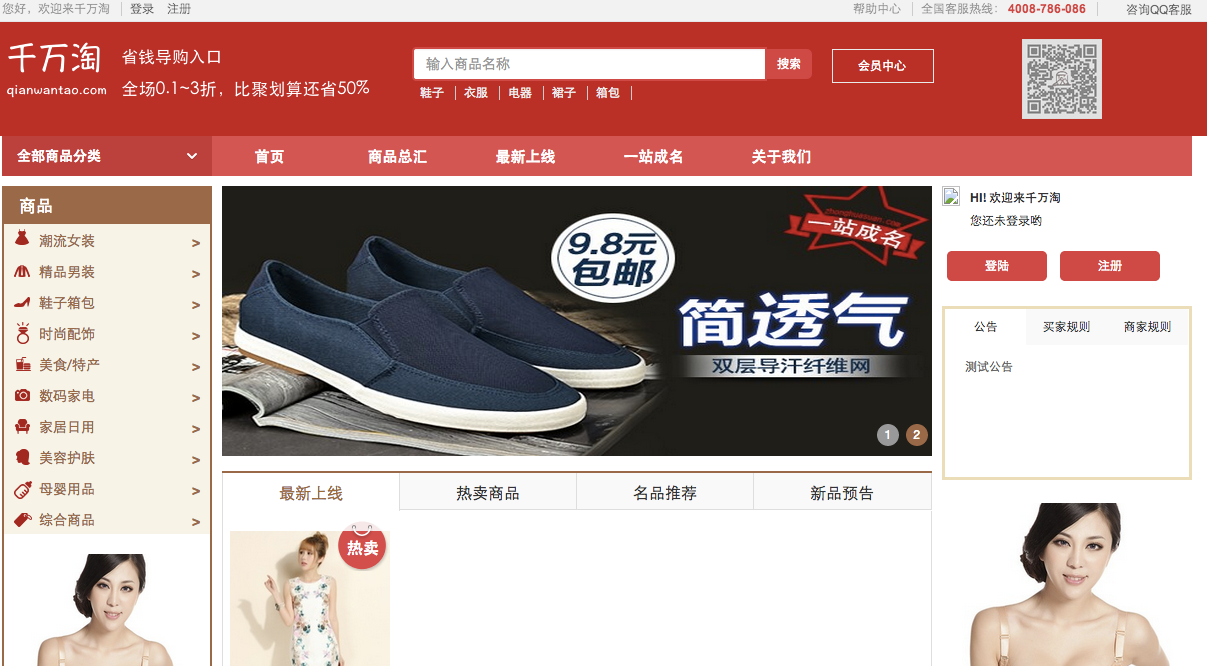 您好，欢迎来千万淘 登录 注册 帮助中心 全国客服热线： 4008-786-086 咨询QQ客服
千万淘
qianwantao.com
省钱导购入口
全场0.1~3折，比聚划算还省50%
输入商品名称 搜索 会员中心
鞋子 衣服 电器 裙子 箱包
全部商品分类 首页 商品总汇 最新上线 一站成名 关于我们
商品
潮流女装 >
精品男装 >
鞋子箱包 >
时尚配饰 >
美食/特产 >
数码家电 >
家居日用 >
美容护肤 >
母婴用品 >
综合商品 >
一站成名
9.8元
包邮
简透气
双层导汗纤维网
1 2
HI! 欢迎来千万淘
您还未登录哟
登陆 注册
公告 买家规则 商家规则
测试公告
最新上线 热卖商品 名品推荐 新品预告
热卖